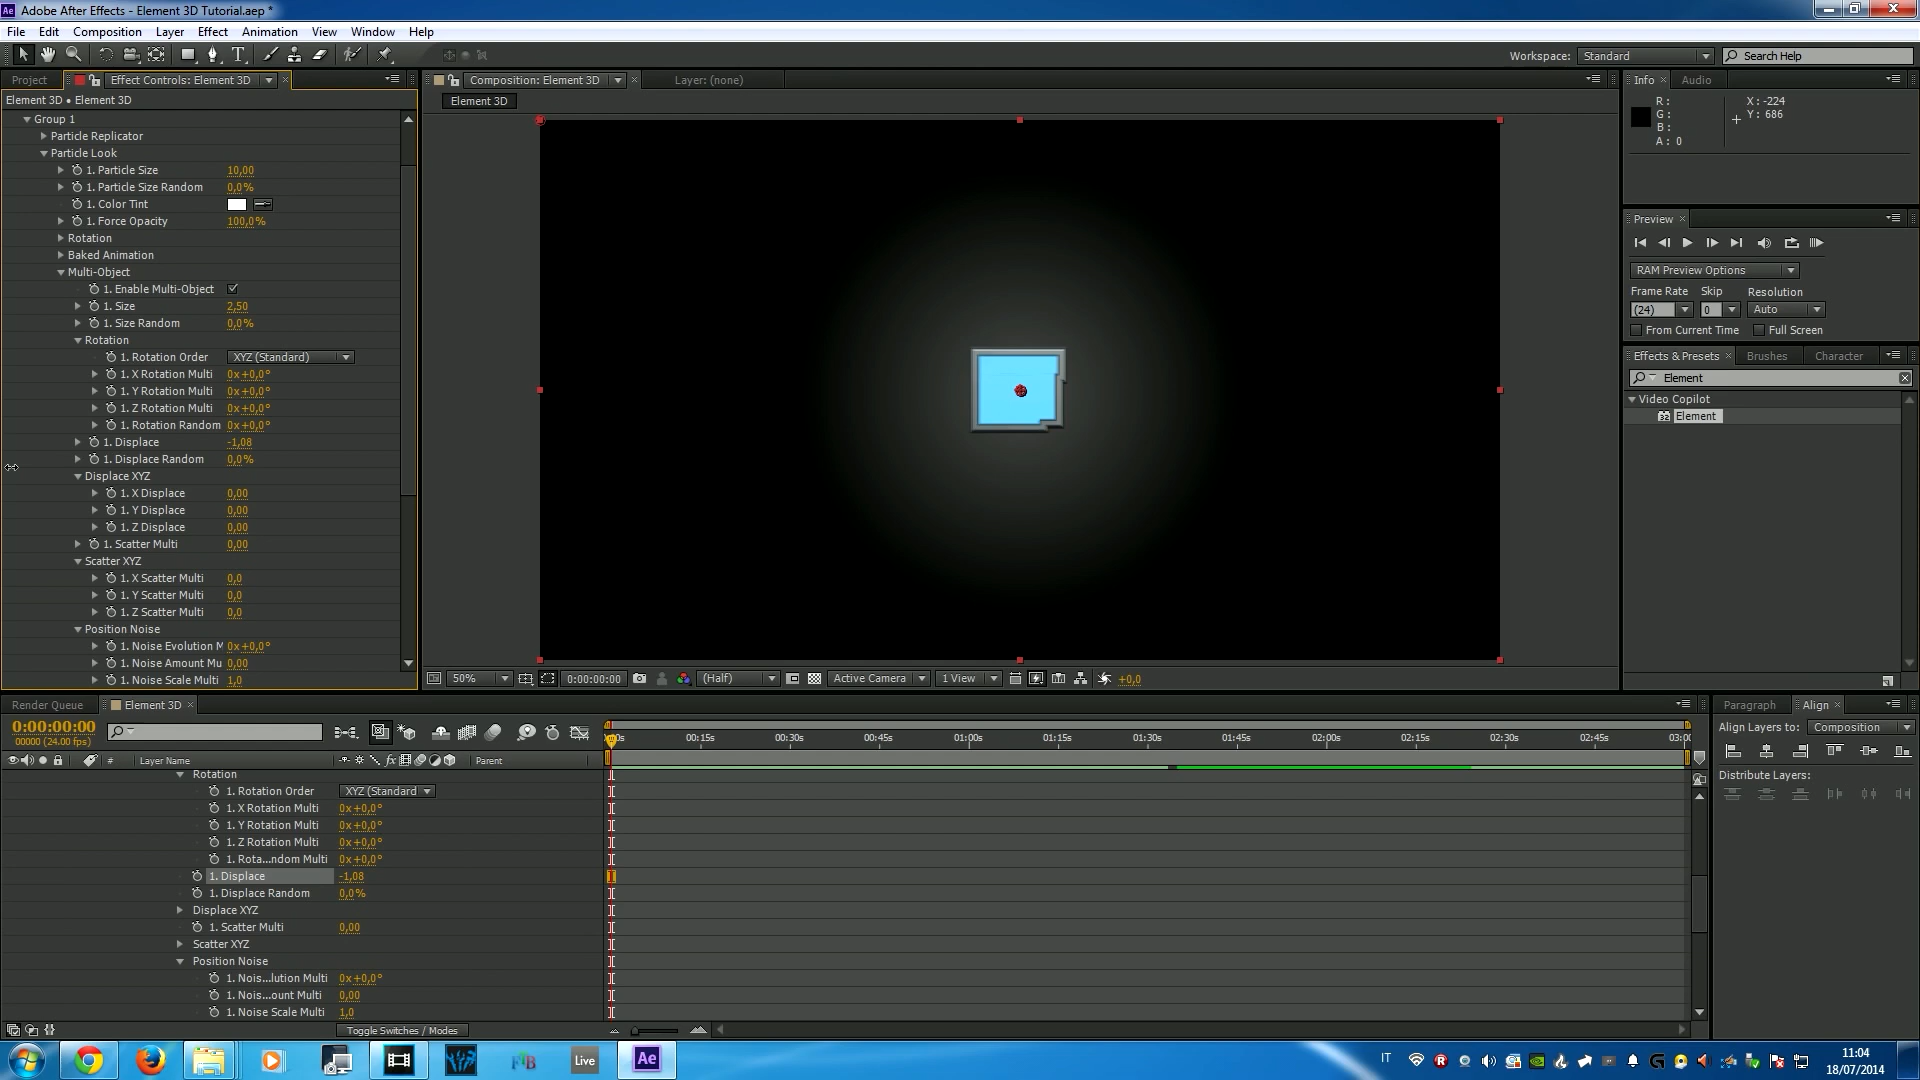 Adobe After Effects - Element 3D Tutorial.aep *
File Edit Composition Layer Effect Animation View Window Help
Workspace: Standard Search Help
Project Effect Controls: Element 3D
Element 3D • Element 3D
Group 1
Particle Replicator
Particle Look
1. Particle Size 10,00
1. Particle Size Random 0,0%
1. Color Tint
1. Force Opacity 100,0%
Rotation
Baked Animation
Multi-Object
1. Enable Multi-Object
1. Size 2,50
1. Size Random 0,0%
Rotation
1. Rotation Order XYZ (Standard)
1. X Rotation Multi 0x+0,0°
1. Y Rotation Multi 0x+0,0°
1. Z Rotation Multi 0x+0,0°
1. Rotation Random 0x+0,0°
1. Displace -1,08
1. Displace Random 0,0%
Displace XYZ
1. X Displace 0,00
1. Y Displace 0,00
1. Z Displace 0,00
1. Scatter Multi 0,00
Scatter XYZ
1. X Scatter Multi 0,0
1. Y Scatter Multi 0,0
1. Z Scatter Multi 0,0
Position Noise
1. Noise Evolution M 0x+0,0°
1. Noise Amount Mu 0,00
1. Noise Scale Multi 1,0
Composition: Element 3D Layer: (none)
Element 3D
50% 0:00:00:00 (Half) Active Camera 1 View +0,0
Info Audio
R: X: -224
G: Y: 686
B:
A: 0
Preview
RAM Preview Options
Frame Rate Skip Resolution
(24) 0 Auto
From Current Time Full Screen
Effects & Presets Brushes Character
Element
Video Copilot
32 Element
Render Queue Element 3D
0:00:00:00
00000 (24.00 fps)
00:15s 00:30s 00:45s 01:00s 01:15s 01:30s 01:45s 02:00s 02:15s 02:30s 02:45s 03:00
# Layer Name fx Parent
Rotation
1. Rotation Order XYZ (Standard
1. X Rotation Multi 0x+0,0°
1. Y Rotation Multi 0x+0,0°
1. Z Rotation Multi 0x+0,0°
1. Rota...ndom Multi 0x+0,0°
1. Displace -1,08
1. Displace Random 0,0%
Displace XYZ
1. Scatter Multi 0,00
Scatter XYZ
Position Noise
1. Nois...lution Multi 0x+0,0°
1. Nois...ount Multi 0,00
1. Noise Scale Multi 1,0
Toggle Switches / Modes
Paragraph Align
Align Layers to: Composition
Distribute Layers:
Live Ae
IT 11:04
18/07/2014